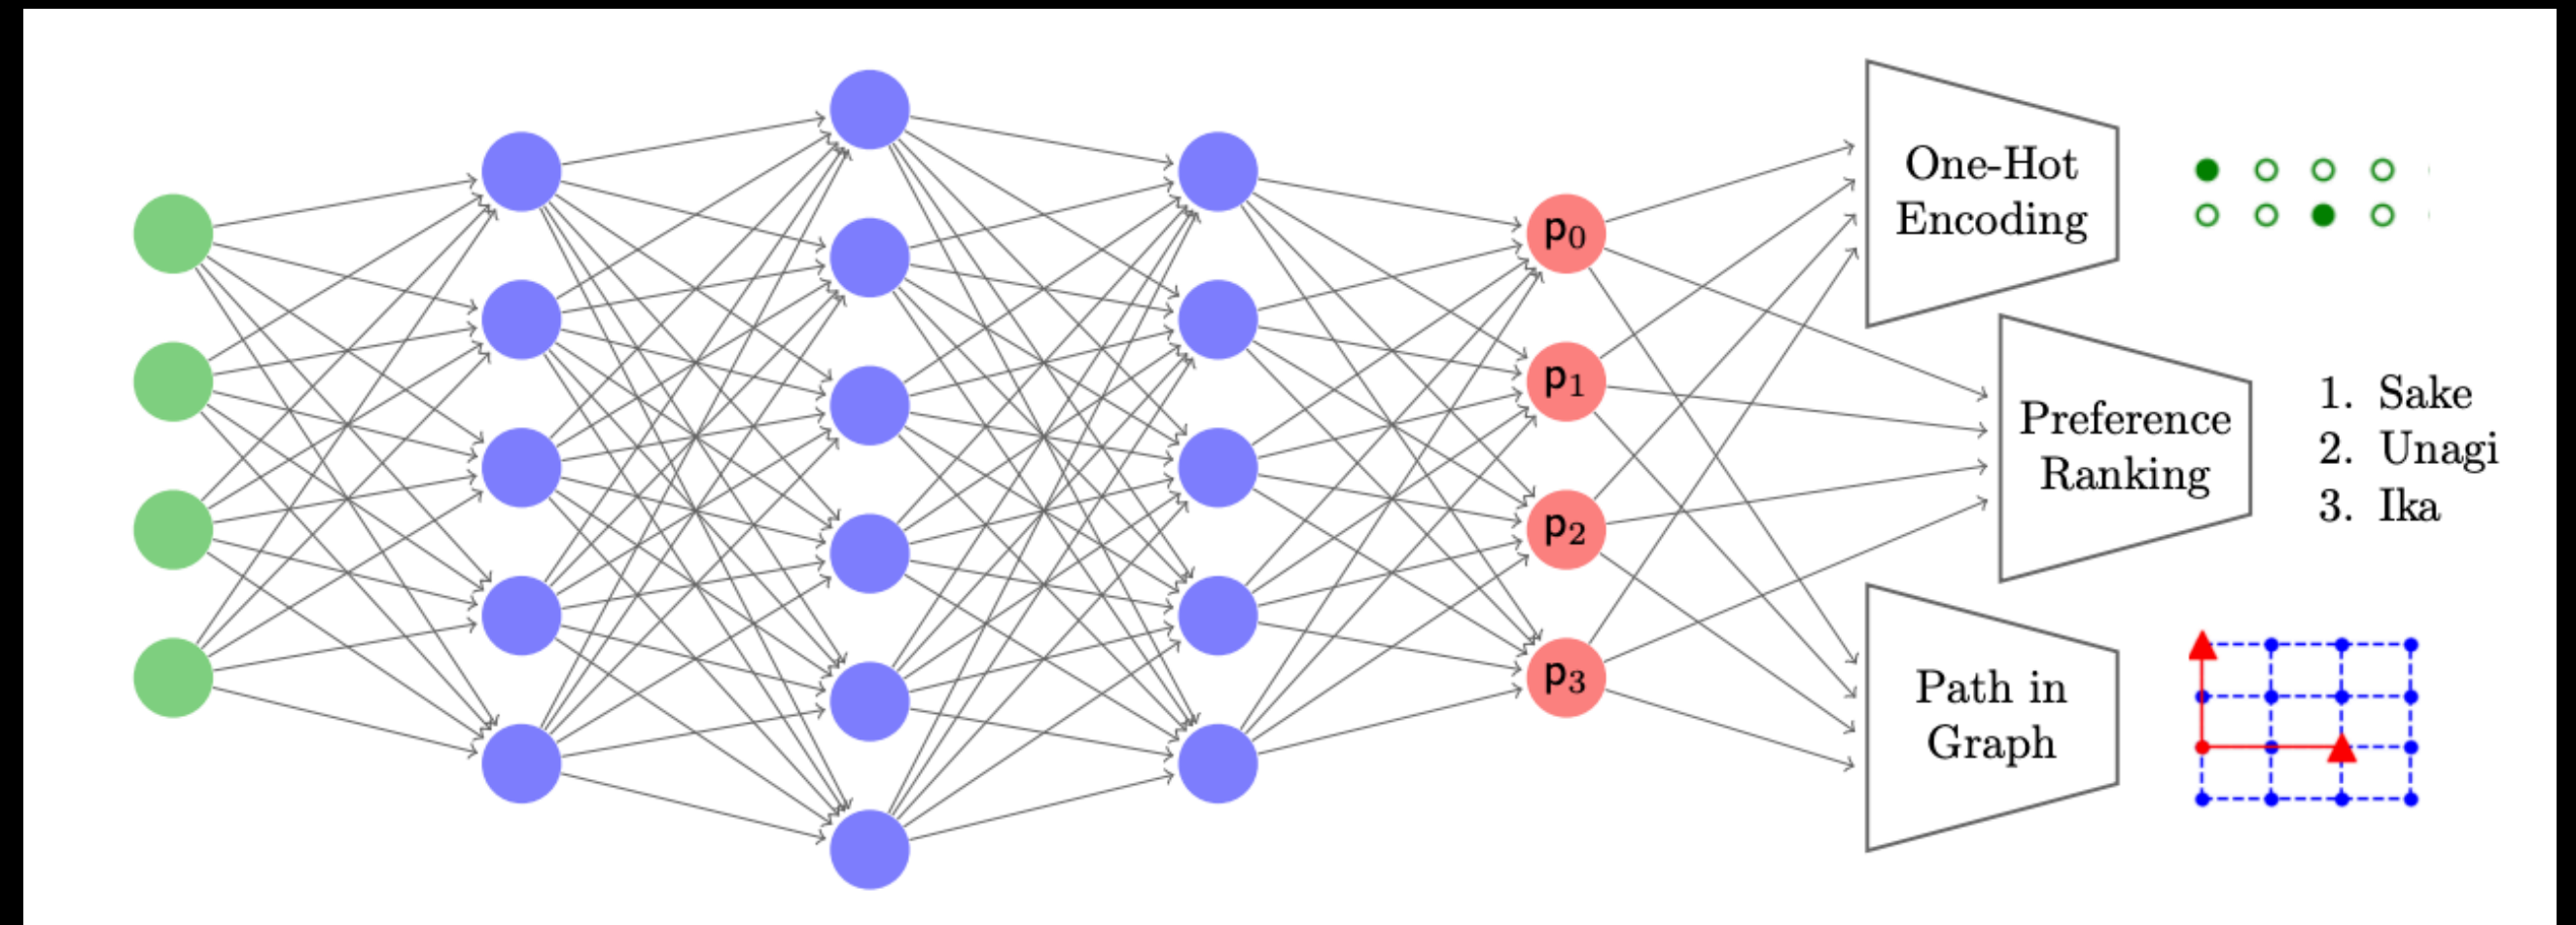 p0
p1
p2
p3
One-Hot
Encoding
Preference
Ranking
1. Sake
2. Unagi
3. Ika
Path in
Graph